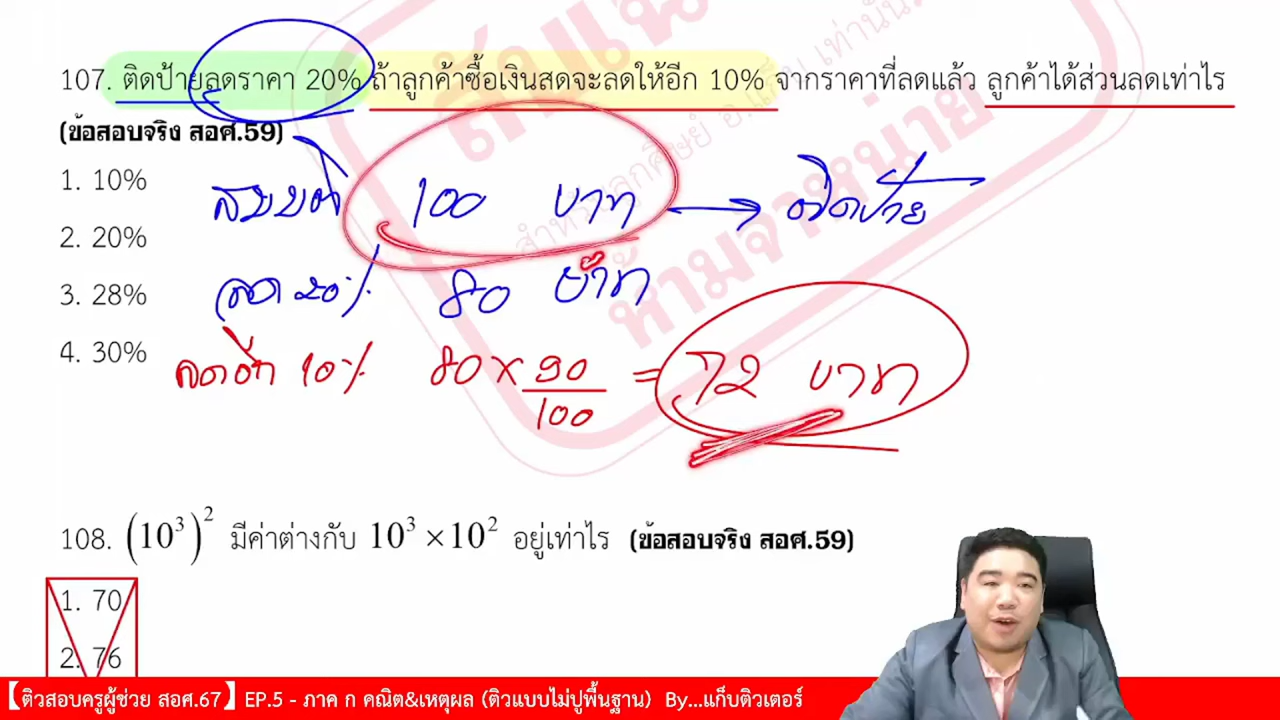 107. ติดป้ายลดราคา 20% ถ้าลูกค้าซื้อเงินสดจะลดให้อีก 10% จากราคาที่ลดแล้ว ลูกค้าได้ส่วนลดเท่าไร
(ข้อสอบจริง สอศ.59)
1. 10%
สมมติ 100 บาท → ติดป้าย
2. 20%
3. 28%
ลด 20% 80 บาท
4. 30%
ลดอีก 10% 80 × 90/100 = 72 บาท
ห้ามจำหน่าย
108. (10³)² มีค่าต่างกับ 10³ × 10² อยู่เท่าไร (ข้อสอบจริง สอศ.59)
1. 70
2. 76
【ติวสอบครูผู้ช่วย สอศ.67】 EP.5 - ภาค ก คณิต&เหตุผล (ติวแบบไม่ปูพื้นฐาน) By...แก็บติวเตอร์